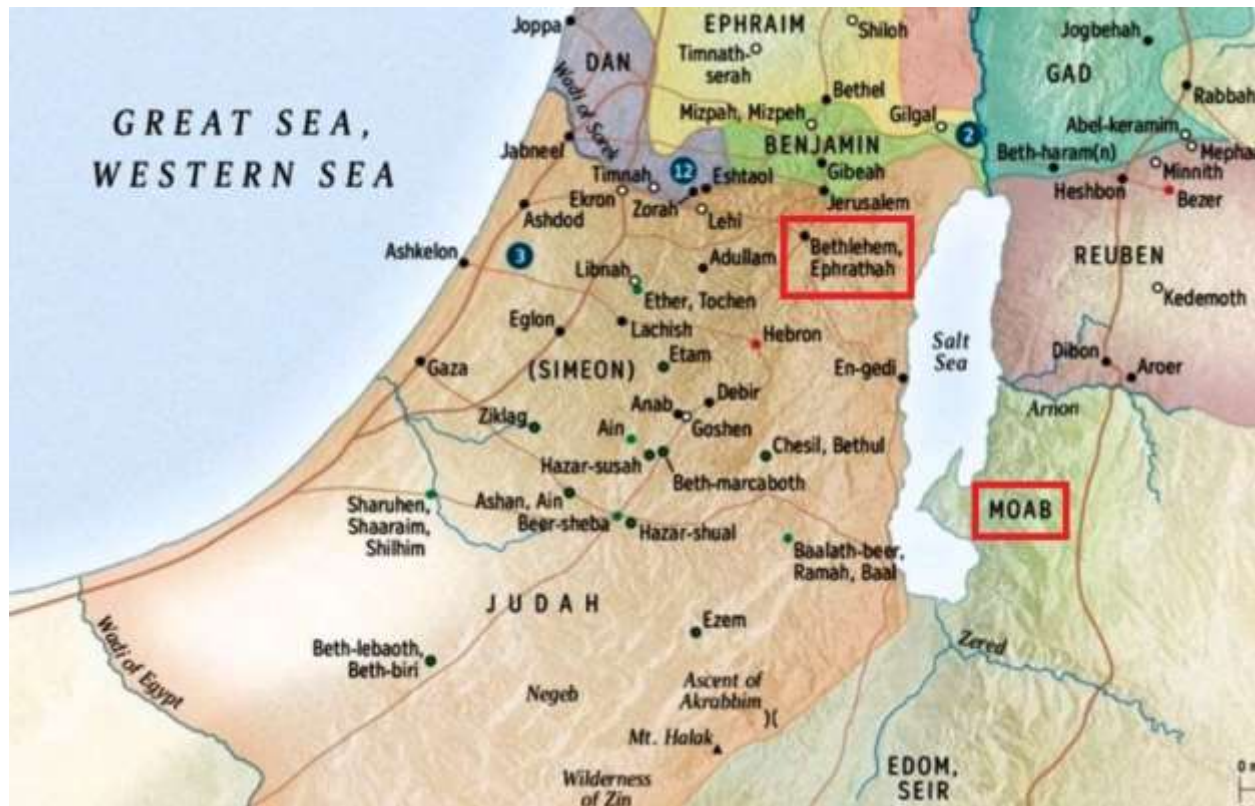 Joppa
EPHRAIM
Shiloh
Timnath-
serah
Jogbehah
DAN
GAD
Rabbah
Bethel
Mizpah, Mizpeh
Gilgal
2
Abel-keramim
Wadi of Sorek
BENJAMIN
Mephaa
GREAT SEA,
WESTERN SEA
Jabneel
Timnah
12
Eshtaol
Gibeah
Beth-haram(n)
Minnith
Heshbon
Bezer
Ekron
Zorah
Jerusalem
Ashdod
Lehi
Ashkelon
3
Adullam
Bethlehem,
Ephrathah
REUBEN
Libnah
Ether, Tochen
Kedemoth
Eglon
Lachish
Hebron
Salt
Sea
Etam
Dibon
Aroer
Gaza
(SIMEON)
En-gedi
Debir
Anab
Goshen
Arnon
Ziklag
Ain
Chesil, Bethul
Hazar-susah
Beth-marcaboth
Sharuhen,
Shaaraim,
Shilhim
Ashan, Ain
Beer-sheba
Hazar-shual
MOAB
Baalath-beer,
Ramah, Baal
JUDAH
Ezem
Zered
Beth-lebaoth,
Beth-biri
Wadi of Egypt
Negeb
Ascent of
Akrabbim
Mt. Halak
Wilderness
of Zin
EDOM,
SEIR
0 m